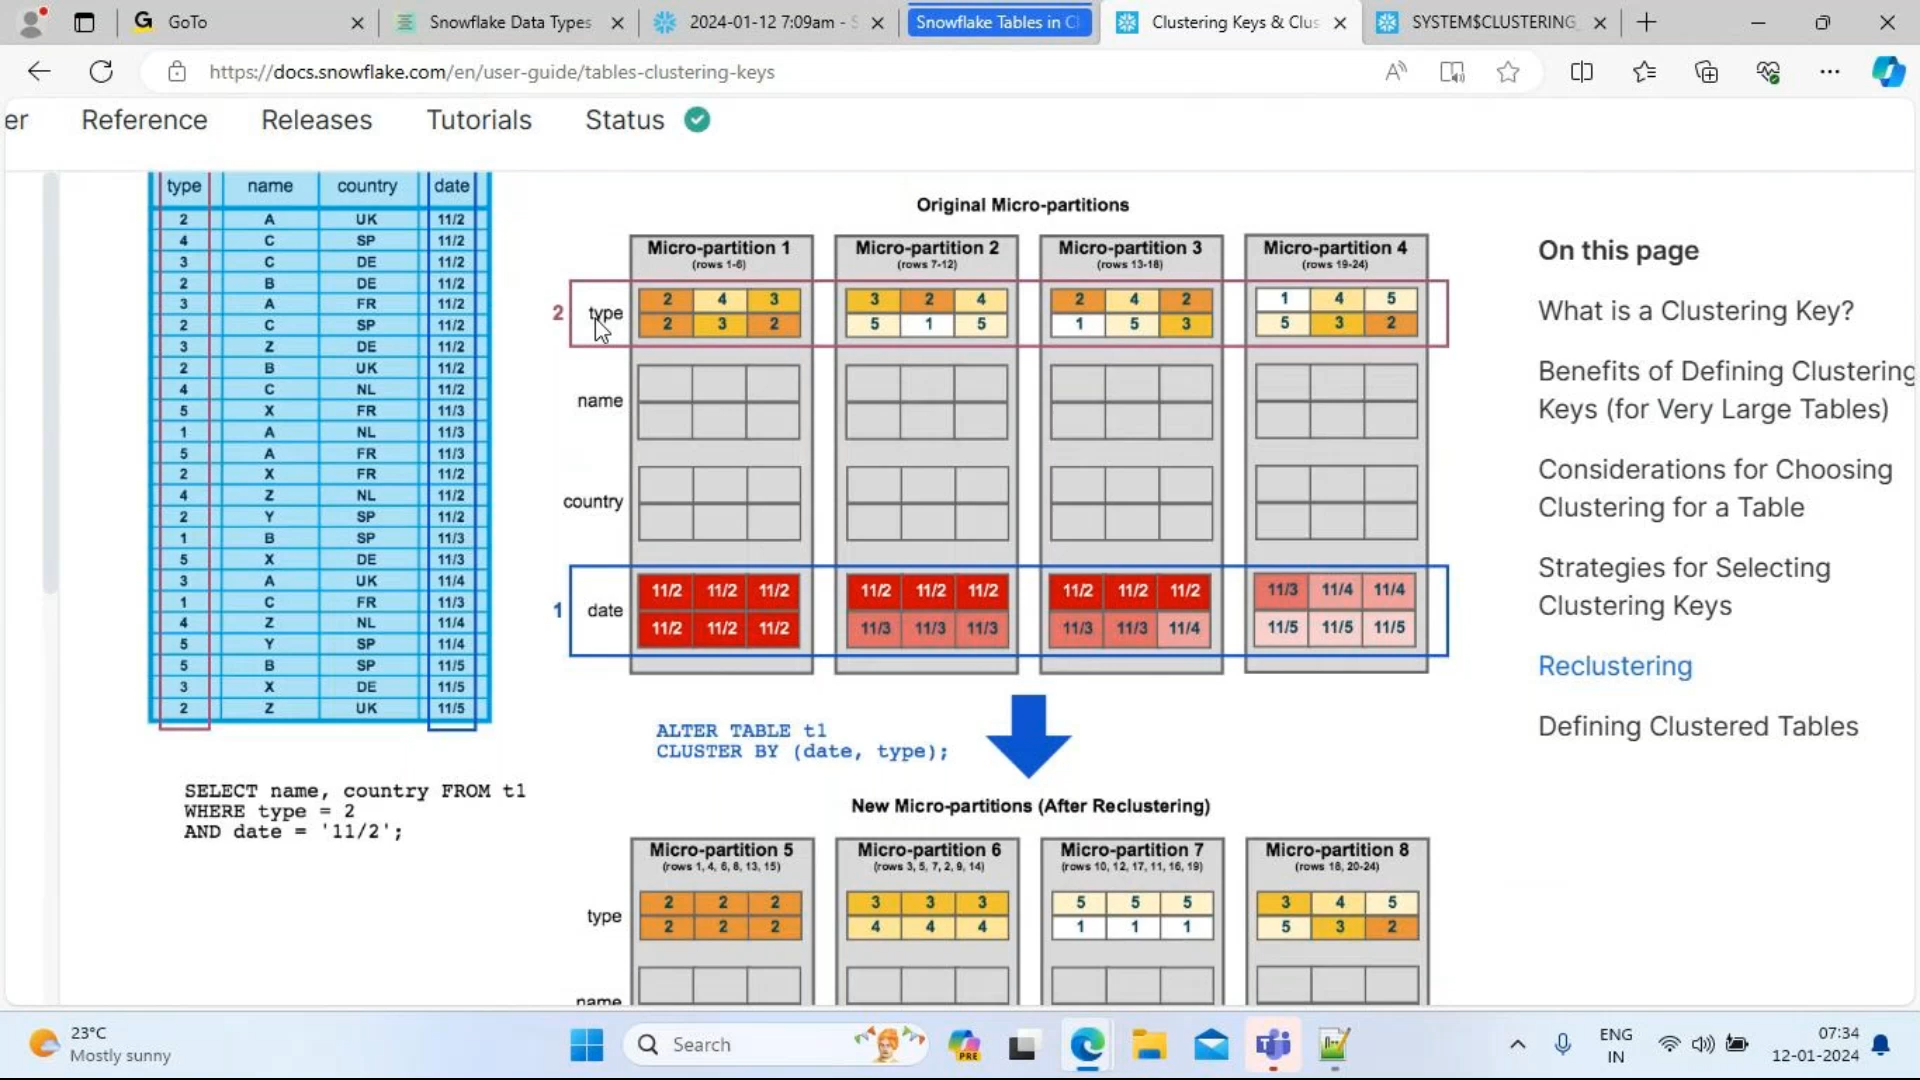 GoTo
Snowflake Data Types
2024-01-12 7:09am - S
Snowflake Tables in Cl
Clustering Keys & Clus
SYSTEM$CLUSTERING_
https://docs.snowflake.com/en/user-guide/tables-clustering-keys
er Reference Releases Tutorials Status
type name country date
2 A UK 11/2
4 C SP 11/2
3 C DE 11/2
2 B DE 11/2
3 A FR 11/2
2 C SP 11/2
3 Z DE 11/2
2 B UK 11/2
4 C NL 11/2
5 X FR 11/3
1 A NL 11/3
5 A FR 11/3
2 X FR 11/2
4 Z NL 11/2
2 Y SP 11/2
1 B SP 11/3
5 X DE 11/3
3 A UK 11/4
1 C FR 11/3
4 Z NL 11/4
5 Y SP 11/4
5 B SP 11/5
3 X DE 11/5
2 Z UK 11/5
SELECT name, country FROM t1
WHERE type = 2
AND date = '11/2';
Original Micro-partitions
Micro-partition 1 Micro-partition 2 Micro-partition 3 Micro-partition 4
(rows 1-6) (rows 7-12) (rows 13-18) (rows 19-24)
2 type
2 4 3 3 2 4 2 4 2 1 4 5
2 3 2 5 1 5 1 5 3 5 3 2
name
country
1 date
11/2 11/2 11/2 11/2 11/2 11/2 11/2 11/2 11/2 11/3 11/4 11/4
11/2 11/2 11/2 11/3 11/3 11/3 11/3 11/3 11/4 11/5 11/5 11/5
ALTER TABLE t1
CLUSTER BY (date, type);
New Micro-partitions (After Reclustering)
Micro-partition 5 Micro-partition 6 Micro-partition 7 Micro-partition 8
(rows 1, 4, 6, 8, 13, 15) (rows 3, 5, 7, 2, 9, 14) (rows 10, 12, 17, 11, 16, 19) (rows 18, 20-24)
type
2 2 2 3 3 3 5 5 5 3 4 5
2 2 2 4 4 4 1 1 1 5 3 2
name
On this page
What is a Clustering Key?
Benefits of Defining Clustering
Keys (for Very Large Tables)
Considerations for Choosing
Clustering for a Table
Strategies for Selecting
Clustering Keys
Reclustering
Defining Clustered Tables
23°C
Mostly sunny
Search
PRE
ENG
IN
07:34
12-01-2024